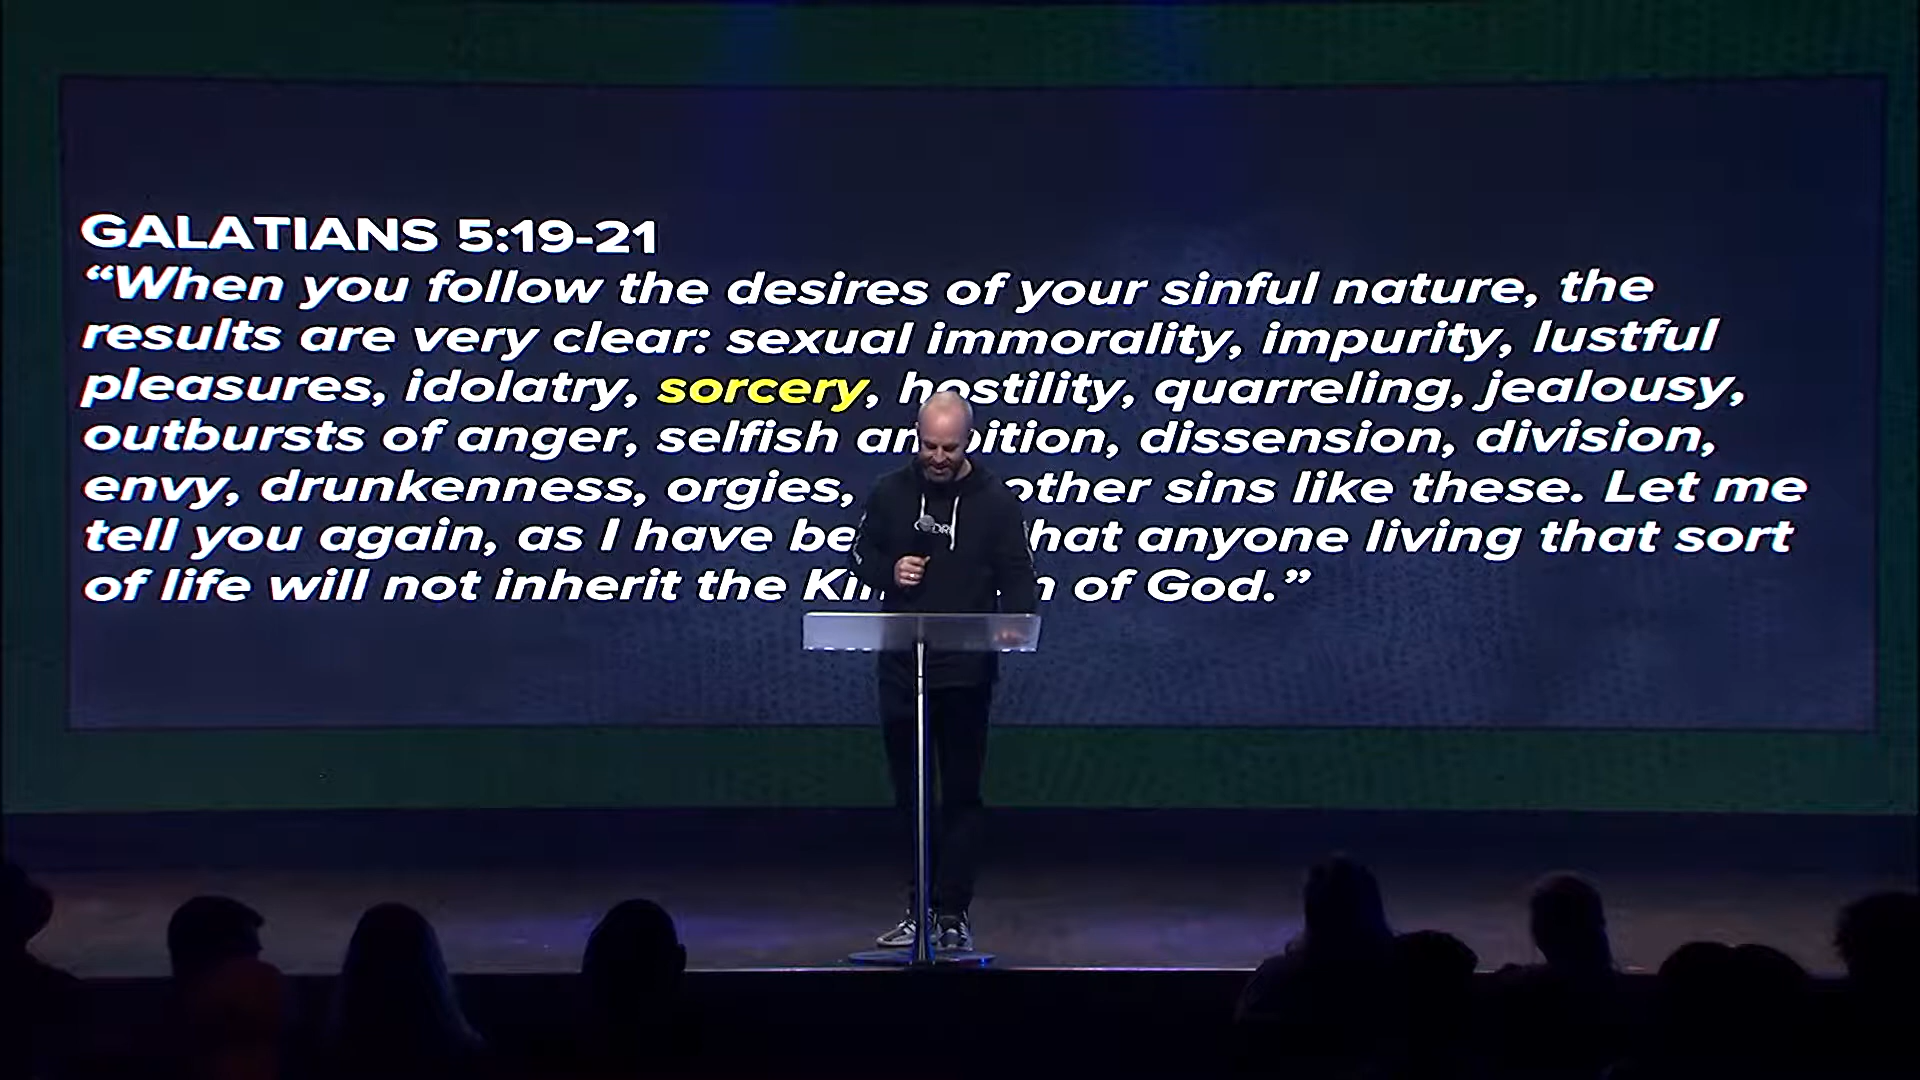 GALATIANS 5:19-21
“When you follow the desires of your sinful nature, the
results are very clear: sexual immorality, impurity, lustful
pleasures, idolatry, sorcery, hostility, quarreling, jealousy,
outbursts of anger, selfish ambition, dissension, division,
envy, drunkenness, orgies, other sins like these. Let me
tell you again, as I have anyone living that sort
of life will not inherit the of God.”